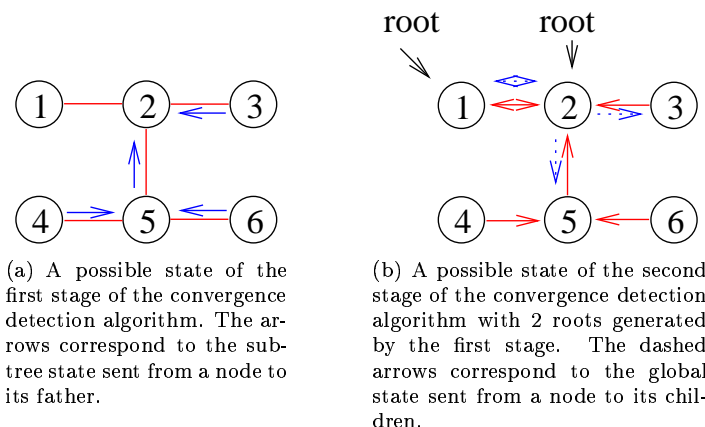 root
root
1
2
3
1
2
3
4
5
6
4
5
6
(a) A possible state of the
first stage of the convergence
detection algorithm. The ar-
rows correspond to the sub-
tree state sent from a node to
its father.
(b) A possible state of the second
stage of the convergence detection
algorithm with 2 roots generated
by the first stage. The dashed
arrows correspond to the global
state sent from a node to its chil-
dren.